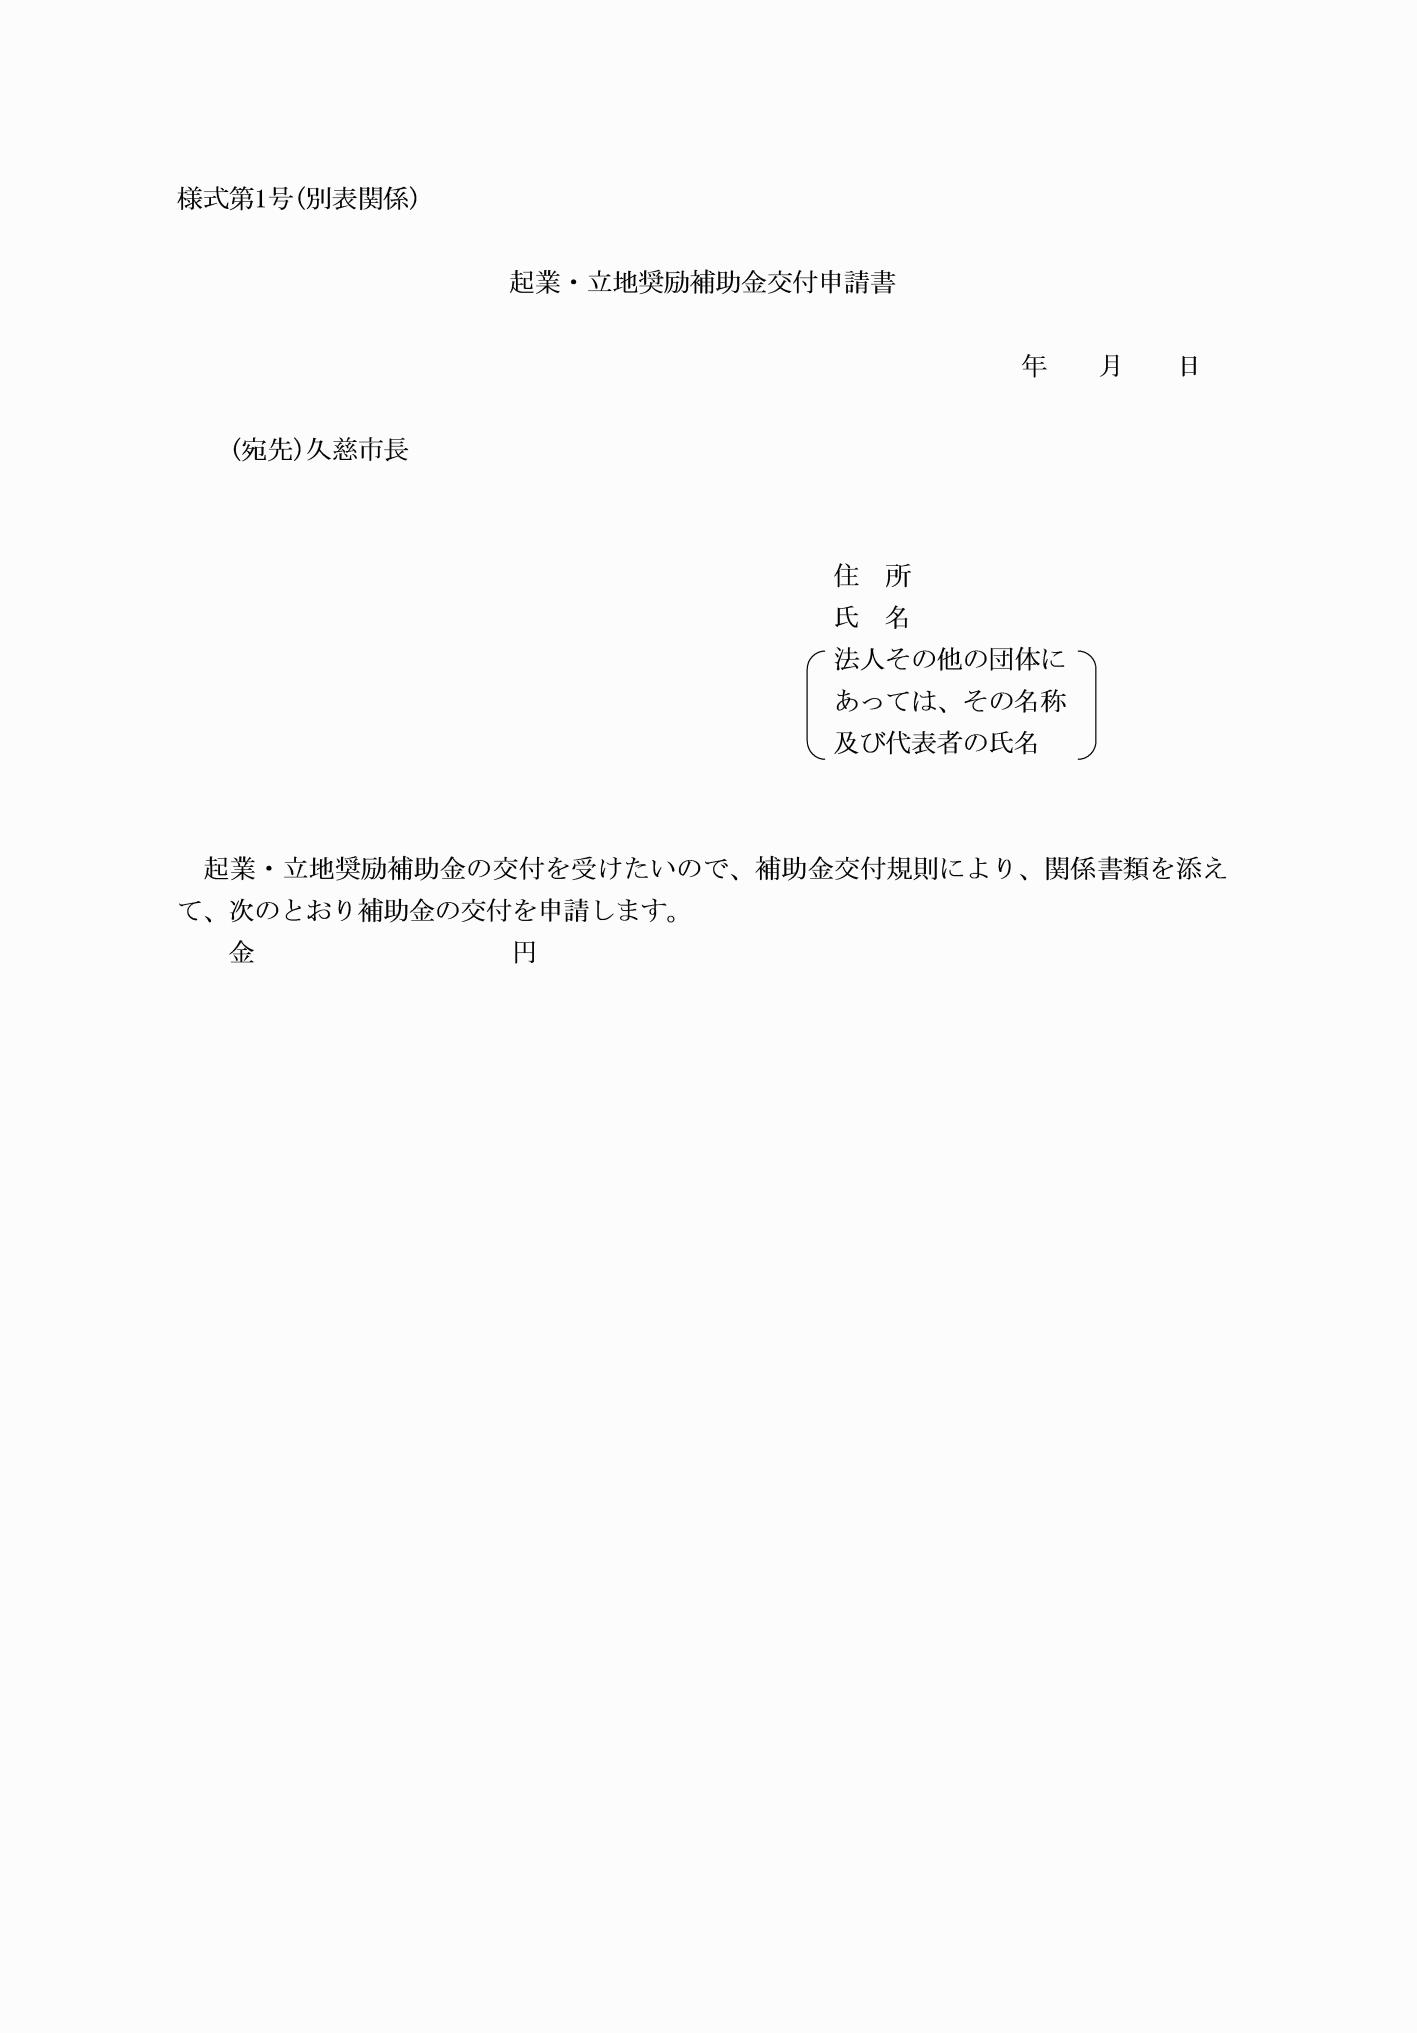 様式第1号(別表関係)
起業・立地奨励補助金交付申請書
年　　月　　日
(宛先)久慈市長
住　所
氏　名
法人その他の団体に
あっては、その名称
及び代表者の氏名
起業・立地奨励補助金の交付を受けたいので、補助金交付規則により、関係書類を添え
て、次のとおり補助金の交付を申請します。
金　　　　　　　　　　円